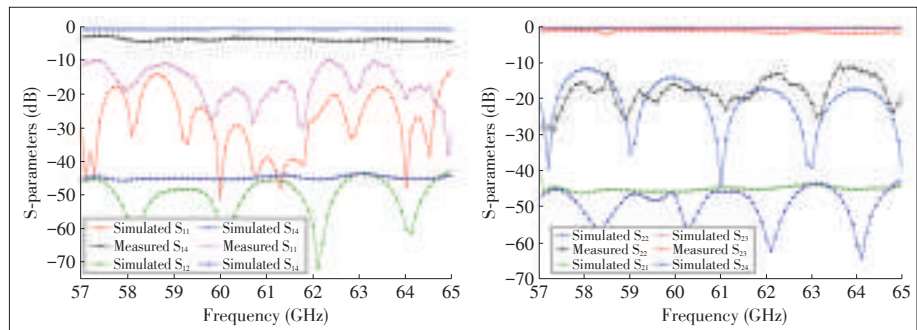 0
−10
−20
−30
−40
−50
−60
−70
S-parameters (dB)
Simulated S₁₁
Measured S₁₄
Simulated S₁₂
Simulated S₁₄
Measured S₁₁
Simulated S₁₄
57 58 59 60 61 62 63 64 65
Frequency (GHz)
0
−10
−20
−30
−40
−50
−60
−70
S-parameters (dB)
Simulated S₂₂
Measured S₂₂
Simulated S₂₁
Simulated S₂₃
Measured S₂₃
Simulated S₂₄
57 58 59 60 61 62 63 64 65
Frequency (GHz)